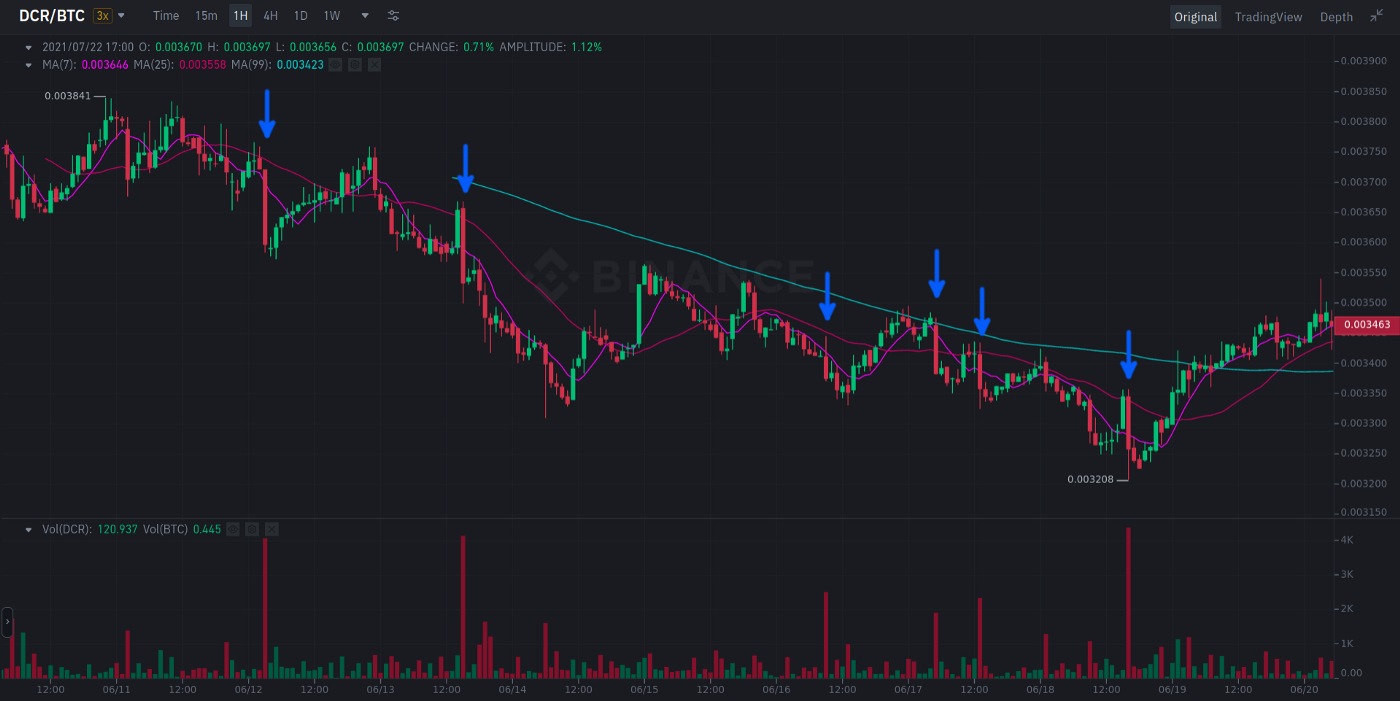 DCR/BTC 3x Time 15m 1H 4H 1D 1W Original TradingView Depth
2021/07/22 17:00 O: 0.003670 H: 0.003697 L: 0.003656 C: 0.003697 CHANGE: 0.71% AMPLITUDE: 1.12%
MA(7): 0.003646 MA(25): 0.003558 MA(99): 0.003423
0.003900
0.003850
0.003841
0.003800
0.003750
0.003700
0.003650
0.003600
BINANCE
0.003550
0.003500
0.003463
0.003400
0.003350
0.003300
0.003250
0.003208
0.003200
0.003150
Vol(DCR): 120.937 Vol(BTC) 0.445
4K
3K
2K
1K
0.00
12:00 06/11 12:00 06/12 12:00 06/13 12:00 06/14 12:00 06/15 12:00 06/16 12:00 06/17 12:00 06/18 12:00 06/19 12:00 06/20